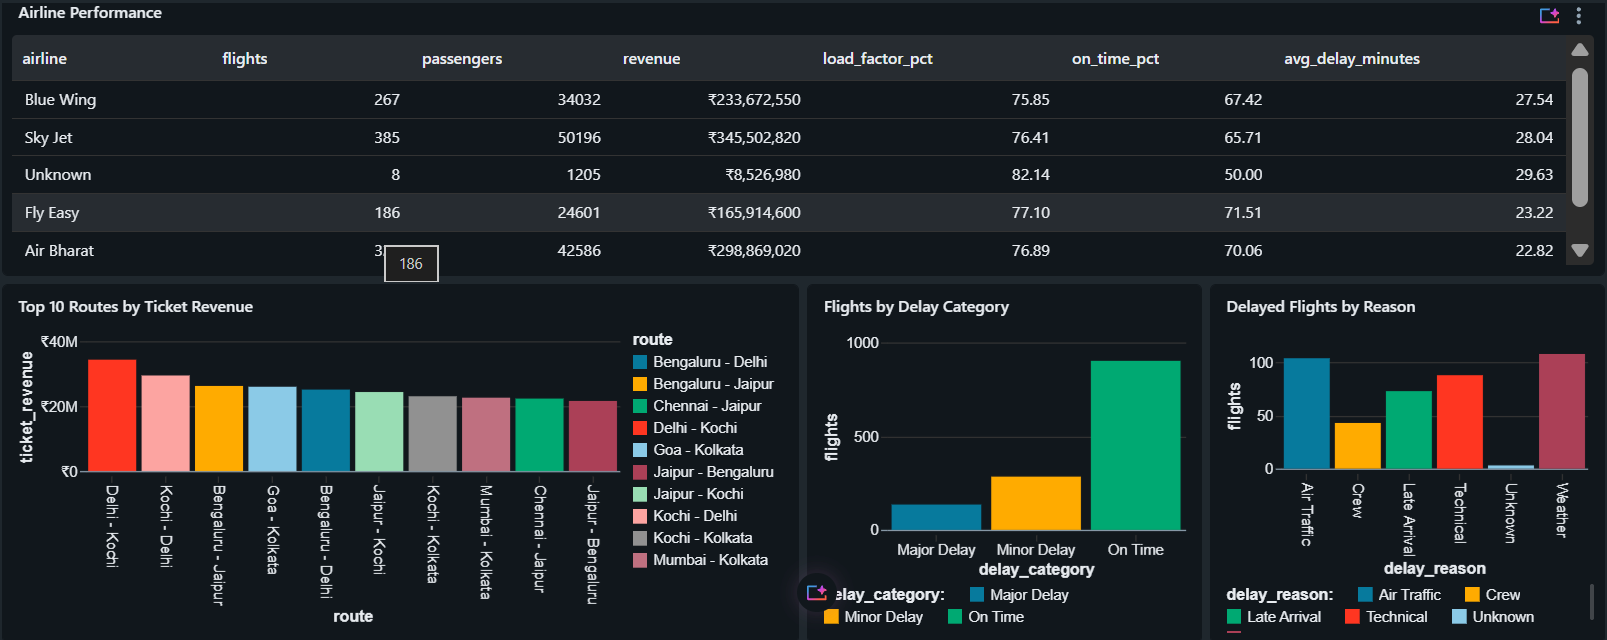 Airline Performance
airline flights passengers revenue load_factor_pct on_time_pct avg_delay_minutes
Blue Wing 267 34032 ₹233,672,550 75.85 67.42 27.54
Sky Jet 385 50196 ₹345,502,820 76.41 65.71 28.04
Unknown 8 1205 ₹8,526,980 82.14 50.00 29.63
Fly Easy 186 24601 ₹165,914,600 77.10 71.51 23.22
Air Bharat 42586 ₹298,869,020 76.89 70.06 22.82
186
Top 10 Routes by Ticket Revenue
ticket_revenue
₹40M
₹20M
₹0
Delhi - Kochi
Kochi - Delhi
Bengaluru - Jaipur
Goa - Kolkata
Bengaluru - Delhi
Jaipur - Kochi
Kochi - Kolkata
Mumbai - Kolkata
Chennai - Jaipur
Jaipur - Bengaluru
route
route
Bengaluru - Delhi
Bengaluru - Jaipur
Chennai - Jaipur
Delhi - Kochi
Goa - Kolkata
Jaipur - Bengaluru
Jaipur - Kochi
Kochi - Delhi
Kochi - Kolkata
Mumbai - Kolkata
Flights by Delay Category
flights
1000
500
0
Major Delay Minor Delay On Time
delay_category
elay_category: Major Delay
Minor Delay On Time
Delayed Flights by Reason
flights
100
50
0
Air Traffic
Crew
Late Arrival
Technical
Unknown
Weather
delay_reason
delay_reason: Air Traffic Crew
Late Arrival Technical Unknown